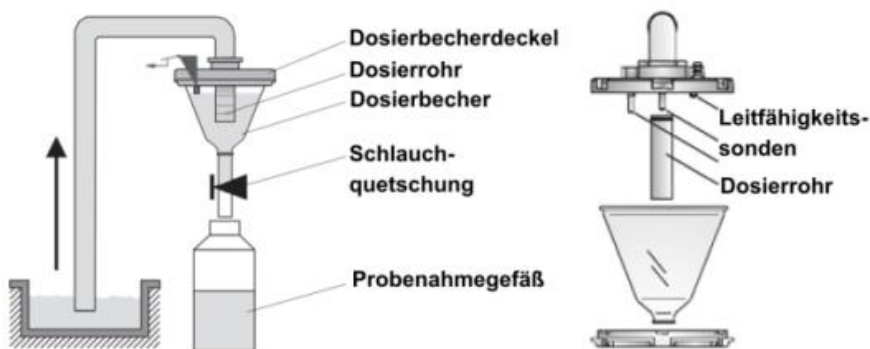 Dosierbecherdeckel
Dosierrohr
Dosierbecher
Schlauch-
quetschung
Probenahmegefäß
Leitfähigkeits-
sonden
Dosierrohr